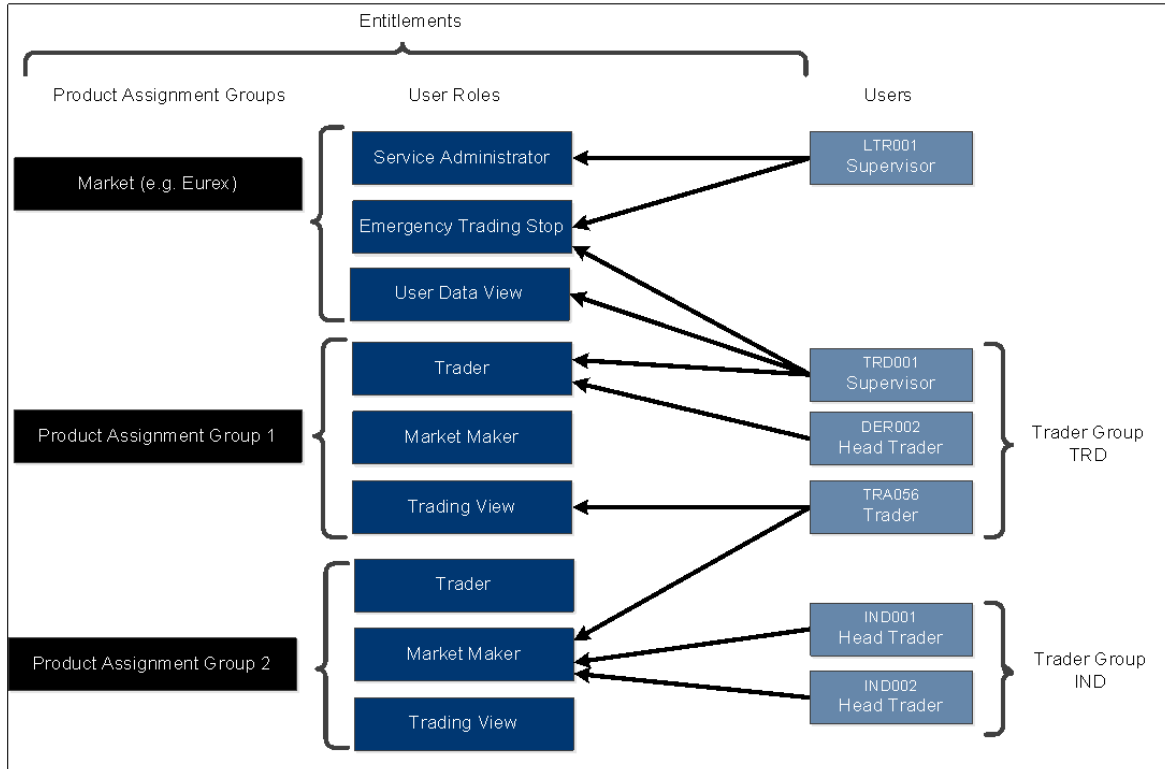 Entitlements
Product Assignment Groups
User Roles
Users
Market (e.g. Eurex)
Service Administrator
Emergency Trading Stop
User Data View
LTR001
Supervisor
Product Assignment Group 1
Trader
Market Maker
Trading View
TRD001
Supervisor
DER002
Head Trader
TRA056
Trader
Trader Group
TRD
Product Assignment Group 2
Trader
Market Maker
Trading View
IND001
Head Trader
IND002
Head Trader
Trader Group
IND